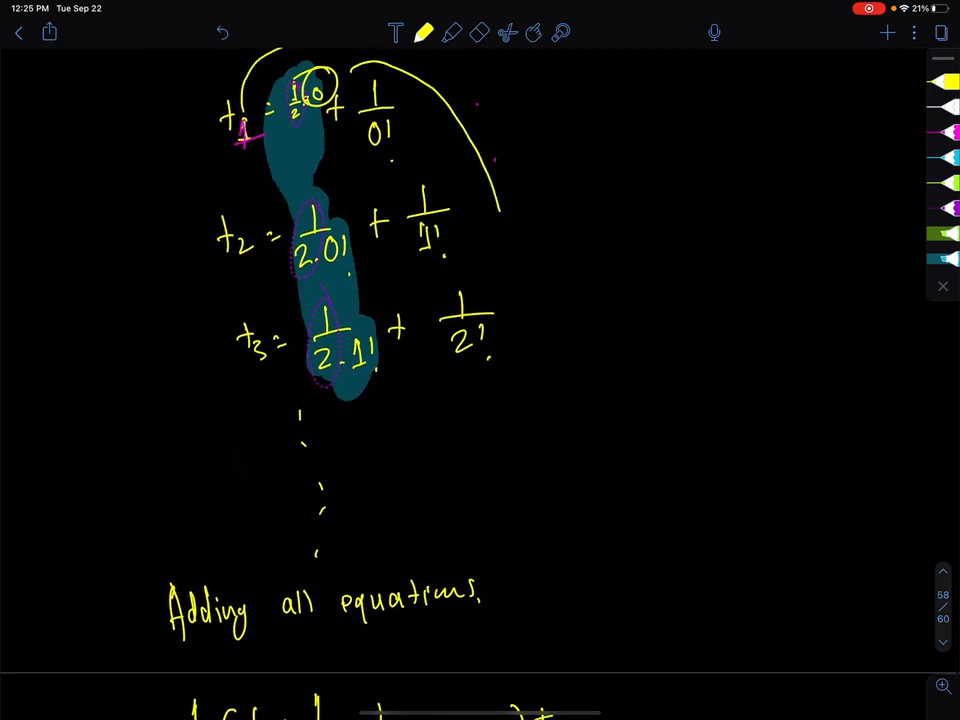 12:25 PM Tue Sep 22
21%
t1 = 1/2 . 0 + 1/0!
t2 = 1/2.0! + 1/1!
t3 = 1/2.1! + 1/2!
Adding all equations.
58
/
60